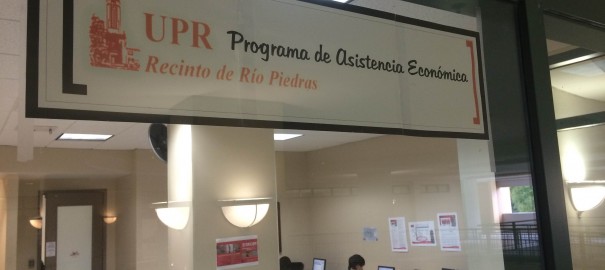 UPR Programa de Asistencia Económica
Recinto de Río Piedras